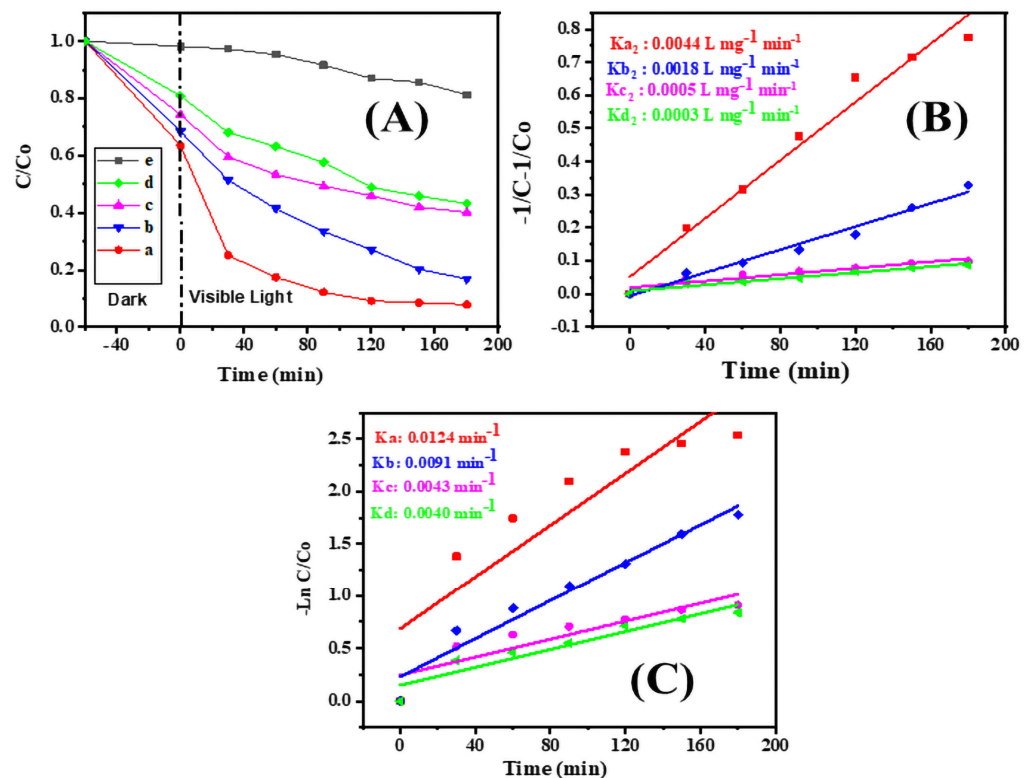 1.0
0.8
0.6
0.4
0.2
0.0
C/Co
(A)
e
d
c
b
a
Dark
Visible Light
-40 0 40 80 120 160 200
Time (min)
0.8
0.6
0.5
0.3
0.2
0.0
-0.1
-1/C-1/Co
Ka2 : 0.0044 L mg-1 min-1
Kb2 : 0.0018 L mg-1 min-1
Kc2 : 0.0005 L mg-1 min-1
Kd2 : 0.0003 L mg-1 min-1
(B)
0 40 80 120 160 200
Time (min)
2.5
2.0
1.5
1.0
0.5
0.0
-Ln C/Co
Ka: 0.0124 min-1
Kb: 0.0091 min-1
Kc: 0.0043 min-1
Kd: 0.0040 min-1
(C)
0 40 80 120 160 200
Time (min)